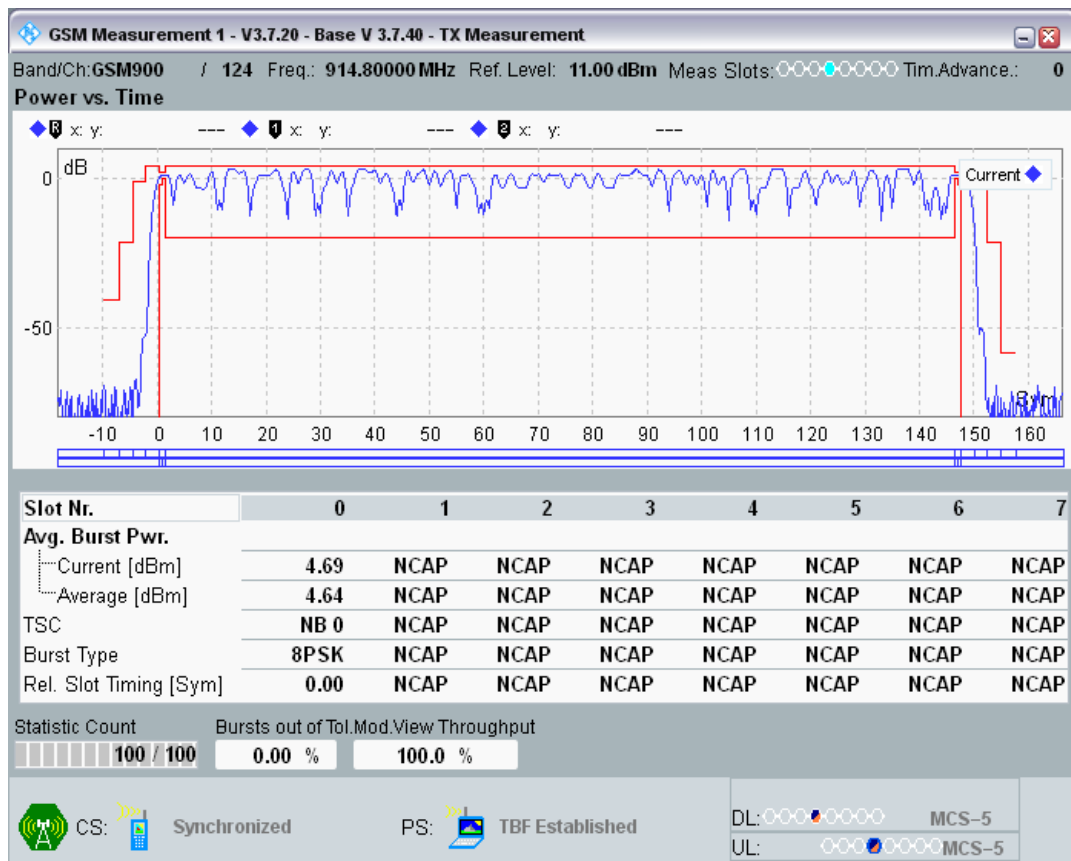 GSM Measurement 1 - V3.7.20 - Base V 3.7.40 - TX Measurement
Band/Ch:GSM900 / 124 Freq.: 914.80000 MHz Ref. Level: 11.00 dBm Meas Slots: Tim.Advance.: 0
Power vs. Time
R x: y: --- 1 x: y: --- 2 x: y: ---
dB
0
Current
-50
Sym
-10 0 10 20 30 40 50 60 70 80 90 100 110 120 130 140 150 160
Slot Nr. 0 1 2 3 4 5 6 7
Avg. Burst Pwr.
Current [dBm] 4.69 NCAP NCAP NCAP NCAP NCAP NCAP NCAP
Average [dBm] 4.64 NCAP NCAP NCAP NCAP NCAP NCAP NCAP
TSC NB 0 NCAP NCAP NCAP NCAP NCAP NCAP NCAP
Burst Type 8PSK NCAP NCAP NCAP NCAP NCAP NCAP NCAP
Rel. Slot Timing [Sym] 0.00 NCAP NCAP NCAP NCAP NCAP NCAP NCAP
Statistic Count Bursts out of Tol.Mod.View Throughput
100 / 100 0.00 % 100.0 %
CS: Synchronized PS: TBF Established
DL: MCS-5
UL: MCS-5